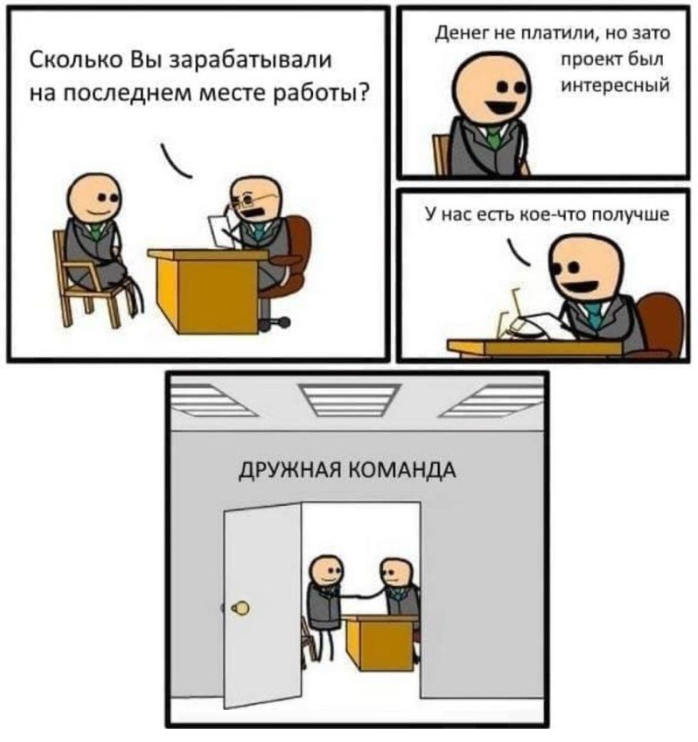 Сколько Вы зарабатывали
на последнем месте работы?
Денег не платили, но зато
проект был
интересный
У нас есть кое-что получше
ДРУЖНАЯ КОМАНДА